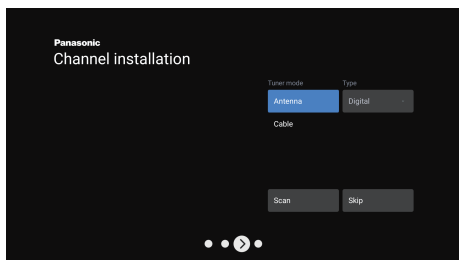 Panasonic
Channel installation
Tuner mode
Type
Antenna
Digital
Cable
Scan
Skip